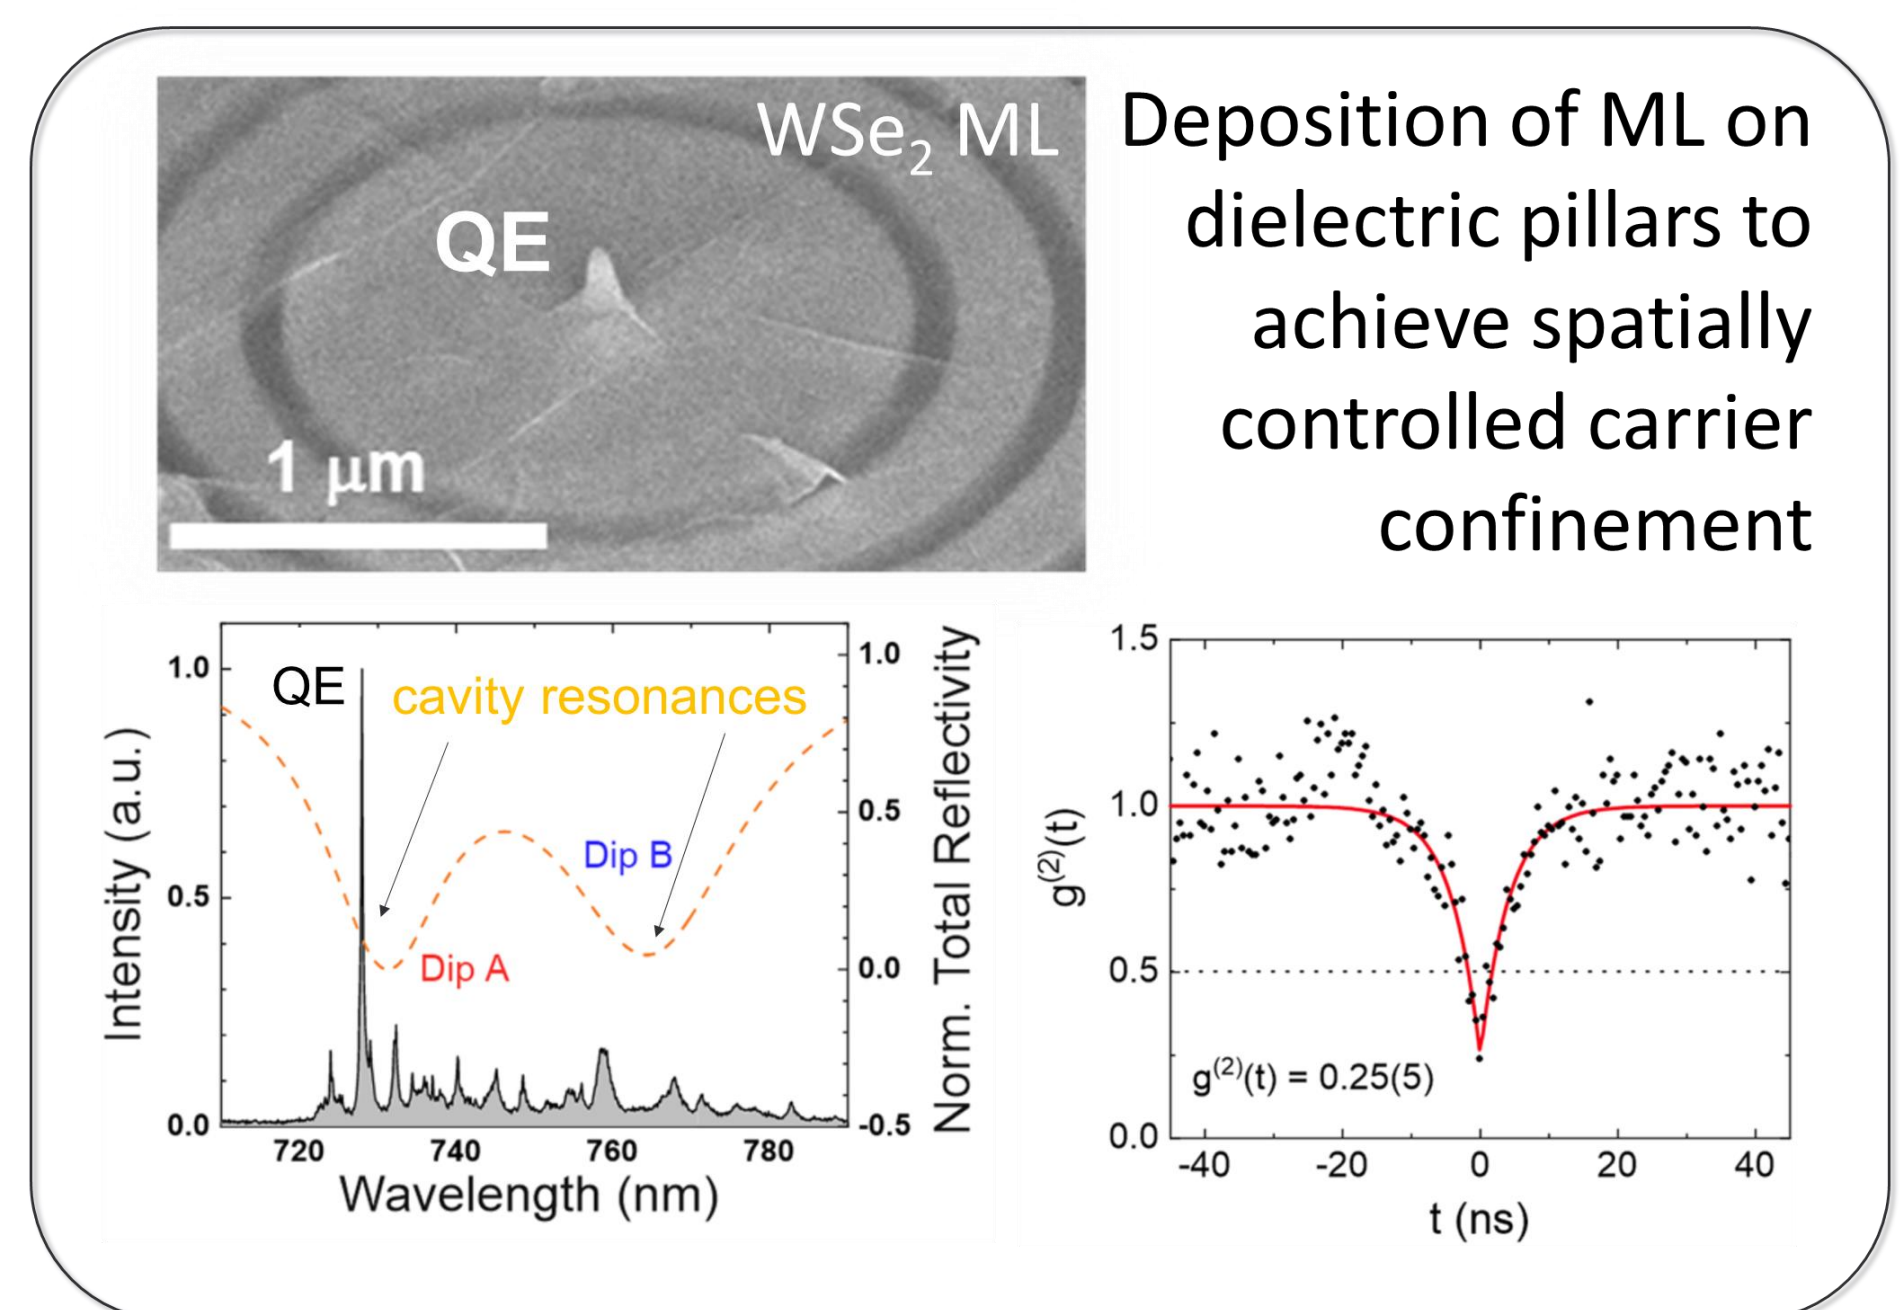 WSe₂ ML
QE
1 μm
Deposition of ML on
dielectric pillars to
achieve spatially
controlled carrier
confinement
QE
cavity resonances
Dip B
Dip A
1.0
0.5
0.0
Intensity (a.u.)
1.0
0.5
0.0
-0.5
Norm. Total Reflectivity
720 740 760 780
Wavelength (nm)
1.5
1.0
0.5
0.0
g⁽²⁾(t)
g⁽²⁾(t) = 0.25(5)
-40 -20 0 20 40
t (ns)